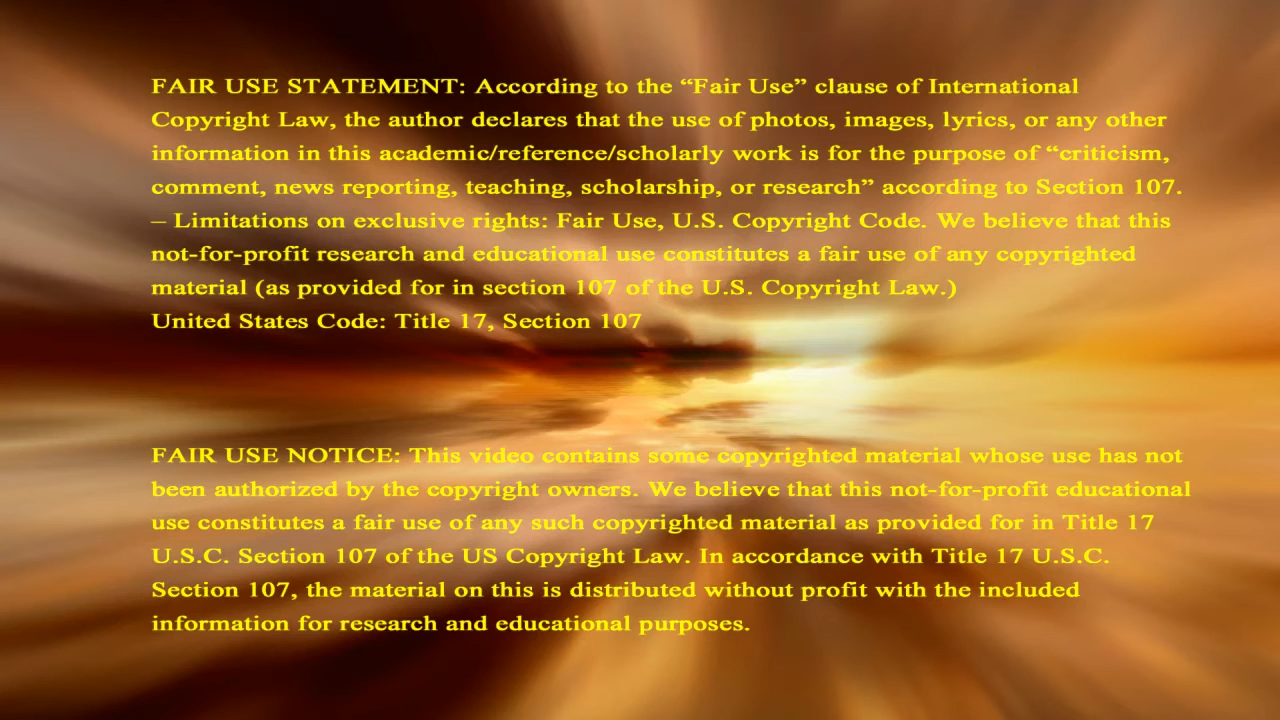 FAIR USE STATEMENT: According to the “Fair Use” clause of International
Copyright Law, the author declares that the use of photos, images, lyrics, or any other
information in this academic/reference/scholarly work is for the purpose of “criticism,
comment, news reporting, teaching, scholarship, or research” according to Section 107.
– Limitations on exclusive rights: Fair Use, U.S. Copyright Code. We believe that this
not-for-profit research and educational use constitutes a fair use of any copyrighted
material (as provided for in section 107 of the U.S. Copyright Law.)
United States Code: Title 17, Section 107
FAIR USE NOTICE: This video contains some copyrighted material whose use has not
been authorized by the copyright owners. We believe that this not-for-profit educational
use constitutes a fair use of any such copyrighted material as provided for in Title 17
U.S.C. Section 107 of the US Copyright Law. In accordance with Title 17 U.S.C.
Section 107, the material on this is distributed without profit with the included
information for research and educational purposes.